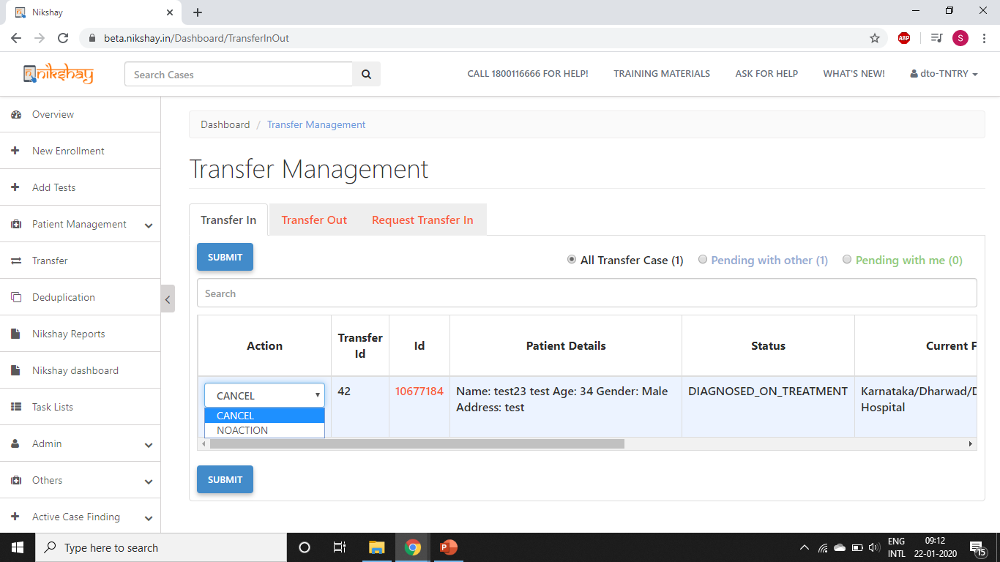 Nikshay
beta.nikshay.in/Dashboard/TransferInOut
ABP
S
nikshay
Search Cases
CALL 1800116666 FOR HELP!
TRAINING MATERIALS
ASK FOR HELP
WHAT'S NEW!
dto-TNTRY
Overview
New Enrollment
Add Tests
Patient Management
Transfer
Deduplication
Nikshay Reports
Nikshay dashboard
Task Lists
Admin
Others
Active Case Finding
Dashboard / Transfer Management
Transfer Management
Transfer In
Transfer Out
Request Transfer In
SUBMIT
All Transfer Case (1)
Pending with other (1)
Pending with me (0)
Search
Action
Transfer
Id
Id
Patient Details
Status
Current F
CANCEL
CANCEL
NOACTION
42
10677184
Name: test23 test Age: 34 Gender: Male
Address: test
DIAGNOSED_ON_TREATMENT
Karnataka/Dharwad/D
Hospital
SUBMIT
Type here to search
ENG
INTL
09:12
22-01-2020
15